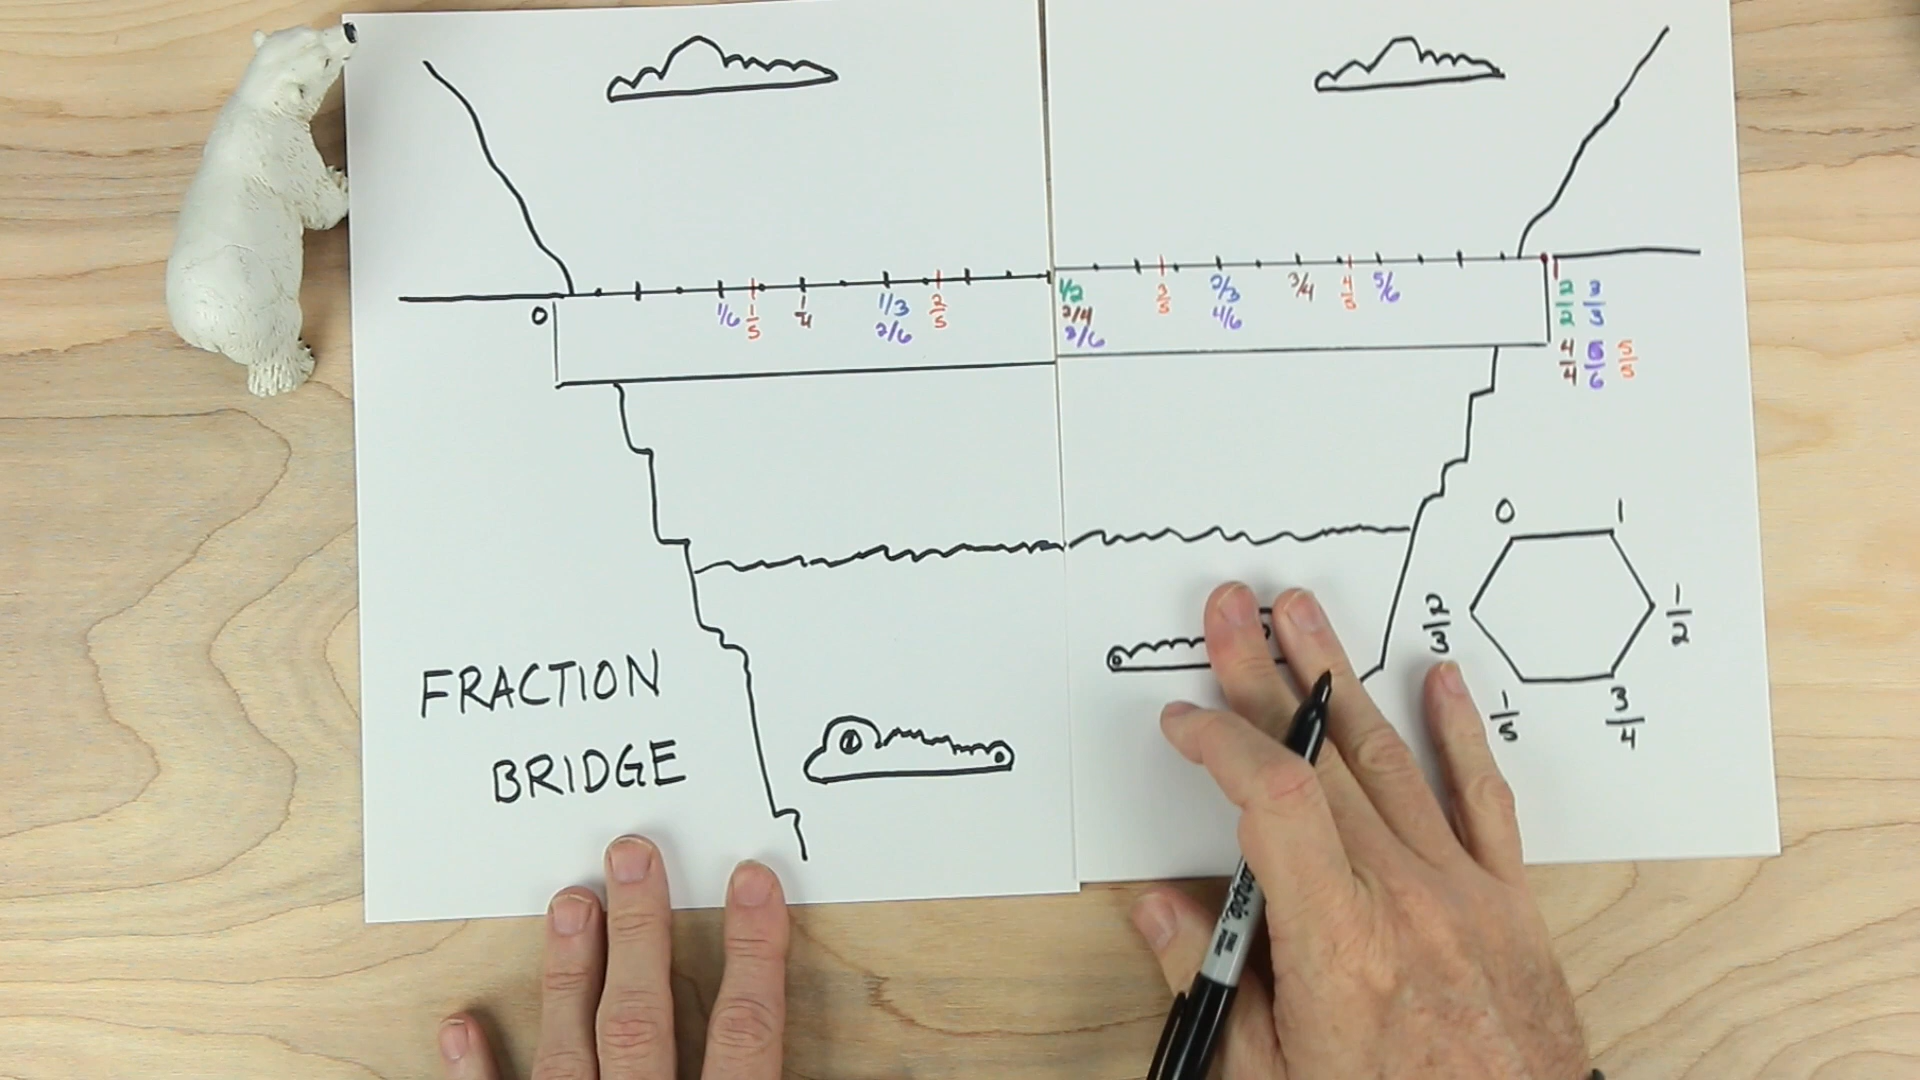 0 1/6 1/5 1/4 1/3 2/5 1/2 3/5 2/3 3/4 4/5 5/6 2/2 3/3
2/6 2/4 4/6 4/4 6/6 5/5
3/6
0 1
2/3 1/2
1/5 3/4
FRACTION
BRIDGE